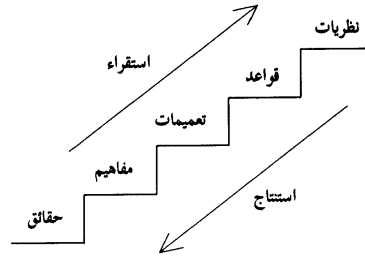 نظريات
استقراء
قواعد
تعميمات
مفاهيم
استنتاج
حقائق